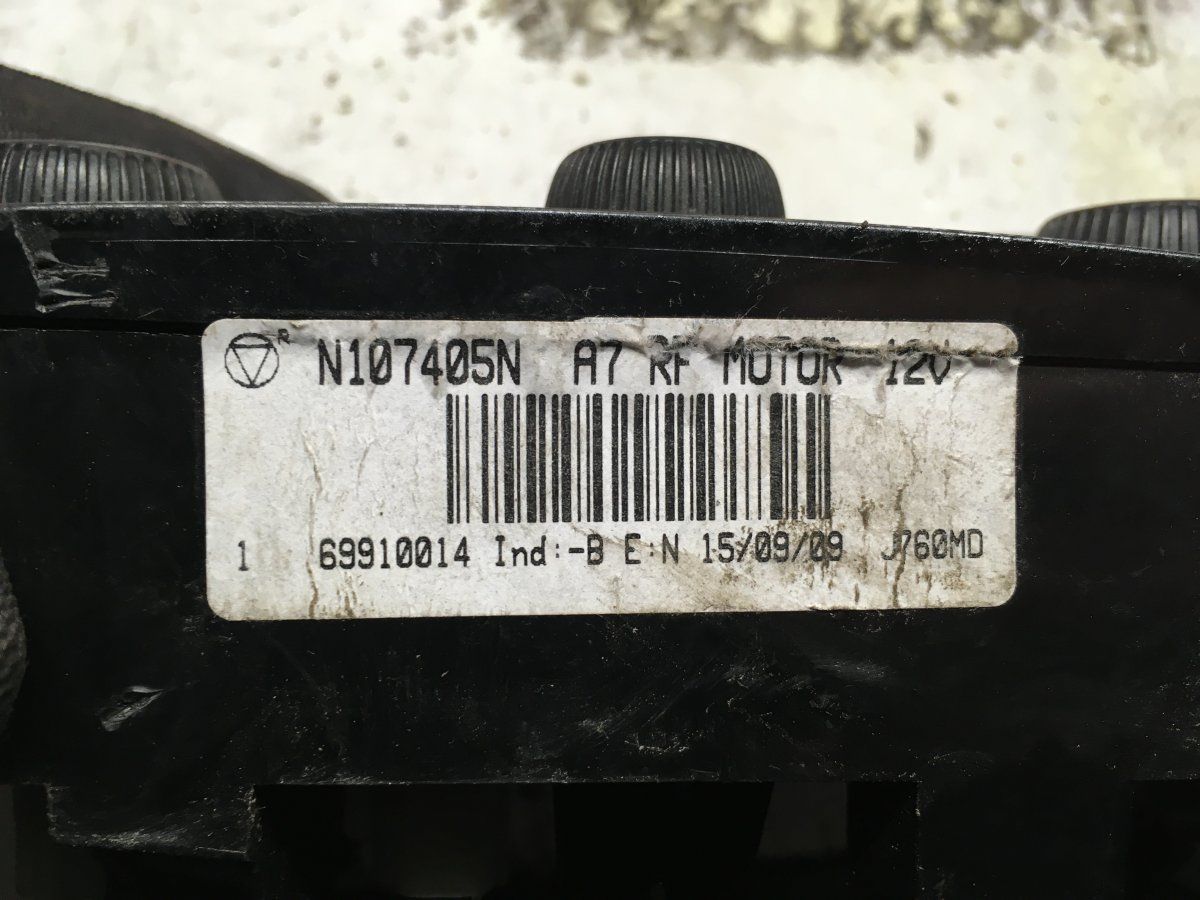 R N107405N A7 RF MOTOR 12V
1 69910014 Ind:-B E:N 15/09/09 J760MD